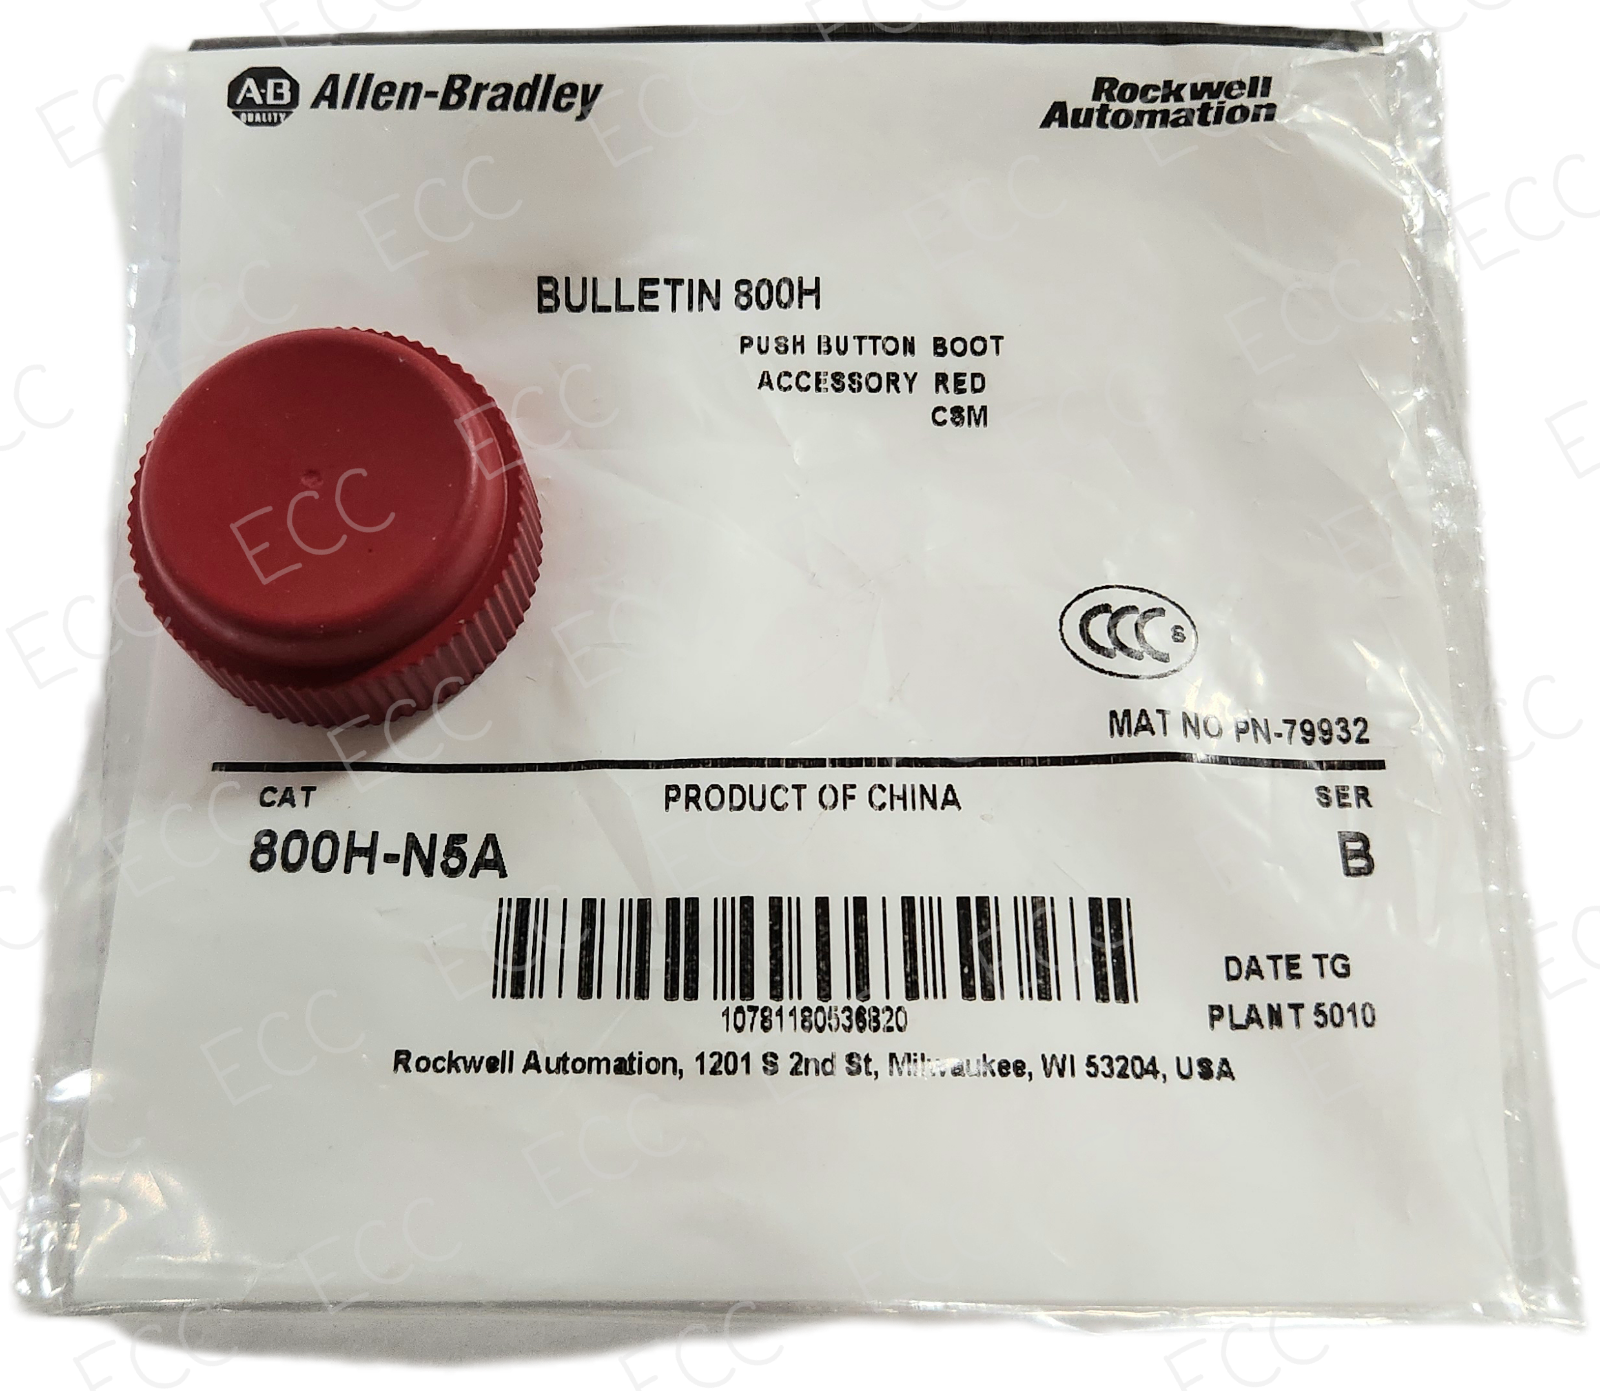 A-B QUALITY Allen-Bradley
Rockwell
Automation
BULLETIN 800H
PUSH BUTTON BOOT
ACCESSORY RED
CSM
CCC S
MAT NO PN-79932
CAT PRODUCT OF CHINA SER
800H-N5A B
10781180536820
DATE TG
PLANT 5010
Rockwell Automation, 1201 S 2nd St, Milwaukee, WI 53204, USA
ECC